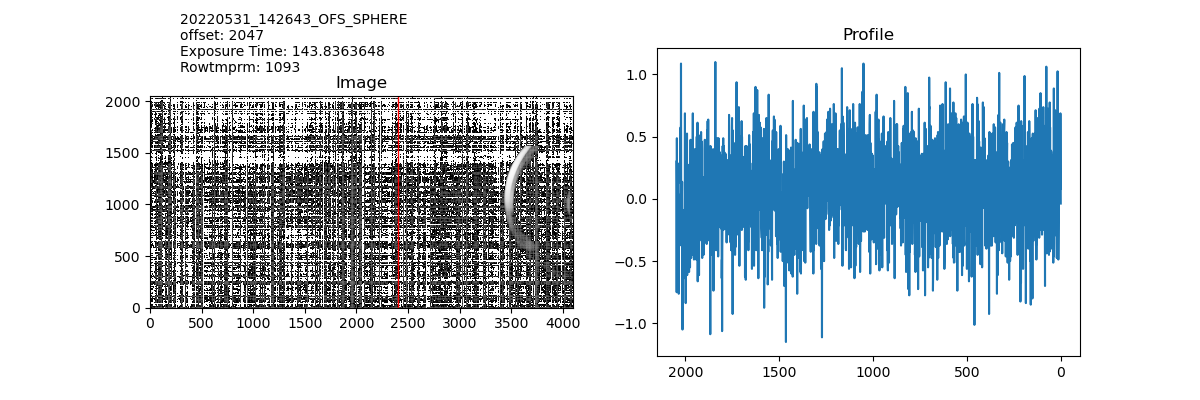 20220531_142643_OFS_SPHERE
offset: 2047
Exposure Time: 143.8363648
Rowtmprm: 1093
Image
2000
1500
1000
500
0
0 500 1000 1500 2000 2500 3000 3500 4000
Profile
1.0
0.5
0.0
−0.5
−1.0
2000 1500 1000 500 0